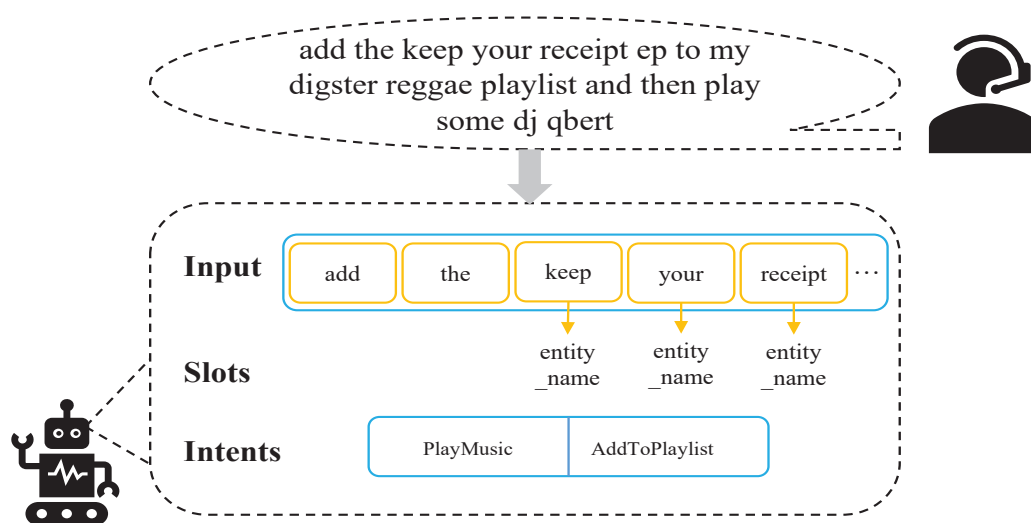 add the keep your receipt ep to my
digster reggae playlist and then play
some dj qbert
Input
add the keep your receipt ...
entity entity entity
_name _name _name
Slots
Intents
PlayMusic AddToPlaylist